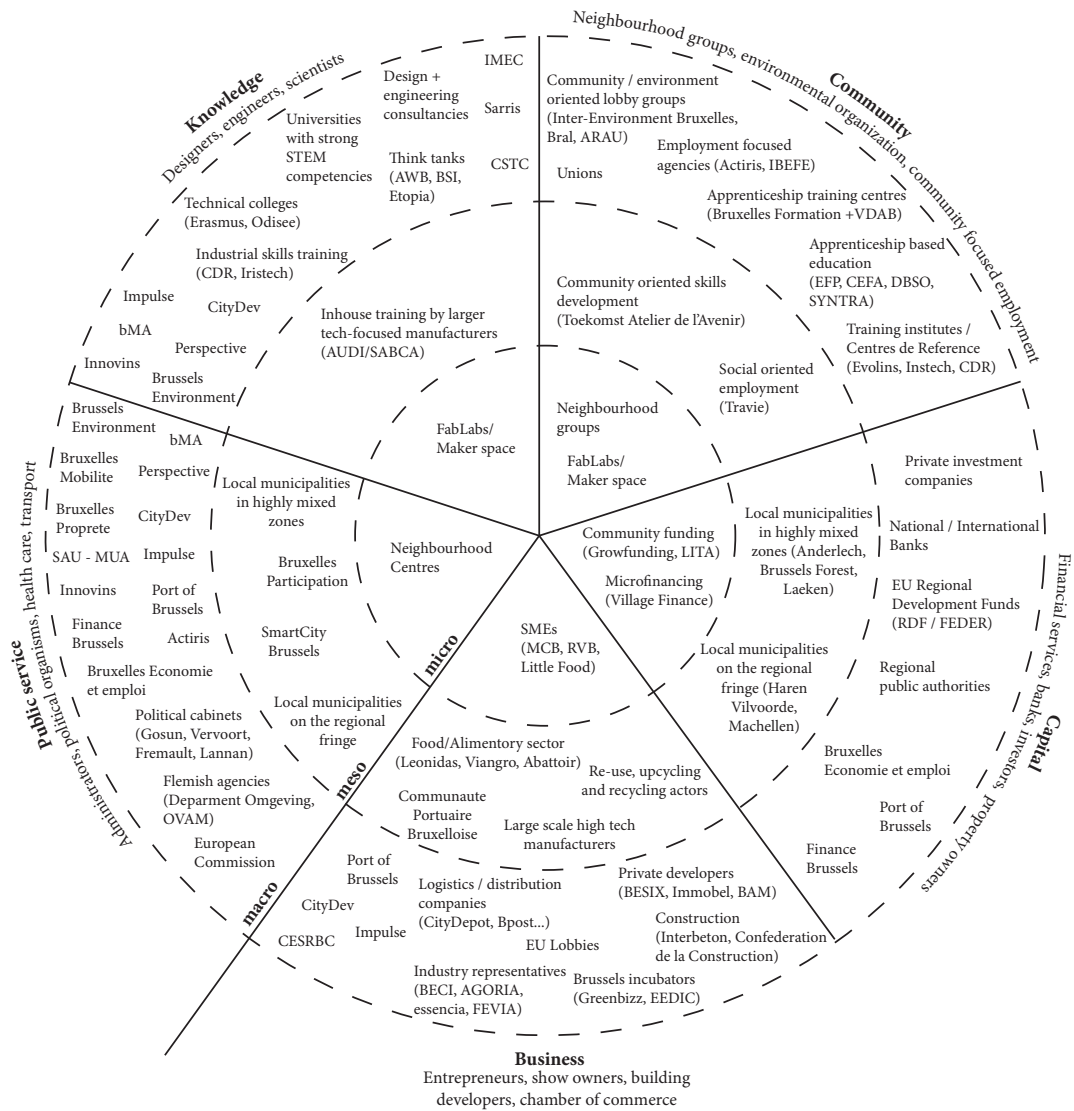 Knowledge
Designers, engineers, scientists
IMEC
Design +
engineering
consultancies
Sarris
Universities
with strong
STEM
competencies
Think tanks
(AWB, BSI,
Etopia)
CSTC
Technical colleges
(Erasmus, Odisee)
Industrial skills training
(CDR, Iristech)
Impulse
CityDev
bMA
Perspective
Innovins
Brussels
Environment
Inhouse training by larger
tech-focused manufacturers
(AUDI/SABCA)
FabLabs/
Maker space
Community
Neighbourhood groups, environmental organization, community focused employment
Community / environment
oriented lobby groups
(Inter-Environment Bruxelles,
Bral, ARAU)
Employment focused
agencies (Actiris, IBEFE)
Unions
Apprenticeship training centres
(Bruxelles Formation +VDAB)
Apprenticeship based
education
(EFP, CEFA, DBSO,
SYNTRA)
Training institutes /
Centres de Reference
(Evolins, Instech, CDR)
Community oriented skills
development
(Toekomst Atelier de l'Avenir)
Social oriented
employment
(Travie)
Neighbourhood
groups
FabLabs/
Maker space
Capital
Financial services, banks, investors, property owners
Private investment
companies
National / International
Banks
EU Regional
Development Funds
(RDF / FEDER)
Regional
public authorities
Bruxelles
Economie et emploi
Port of
Brussels
Finance
Brussels
Local municipalities
in highly mixed
zones (Anderlech,
Brussels Forest,
Laeken)
Local municipalities
on the regional
fringe (Haren
Vilvoorde,
Machellen)
Community funding
(Growfunding, LITA)
Microfinancing
(Village Finance)
SMEs
(MCB, RVB,
Little Food)
Food/Alimentory sector
(Leonidas, Viangro, Abattoir)
Re-use, upcycling
and recycling actors
Communaute
Portuaire
Bruxelloise
Large scale high tech
manufacturers
Port of
Brussels
Logistics / distribution
companies
(CityDepot, Bpost...)
Private developers
(BESIX, Immobel, BAM)
CityDev
Impulse
CESRBC
EU Lobbies
Construction
(Interbeton, Confederation
de la Construction)
Industry representatives
(BECI, AGORIA,
essencia, FEVIA)
Brussels incubators
(Greenbizz, EEDIC)
Business
Entrepreneurs, show owners, building
developers, chamber of commerce
Public service
Administrators, political organisms, health care, transport
Brussels
Environment
bMA
Bruxelles
Mobilite
Perspective
Bruxelles
Proprete
CityDev
SAU - MUA
Impulse
Innovins
Port of
Brussels
Finance
Brussels
Actiris
Bruxelles Economie
et emploi
Political cabinets
(Gosun, Vervoort,
Fremault, Lannan)
Flemish agencies
(Deparment Omgeving,
OVAM)
European
Commission
Local municipalities
in highly mixed
zones
Bruxelles
Participation
SmartCity
Brussels
Local municipalities
on the regional
fringe
Neighbourhood
Centres
micro
meso
macro